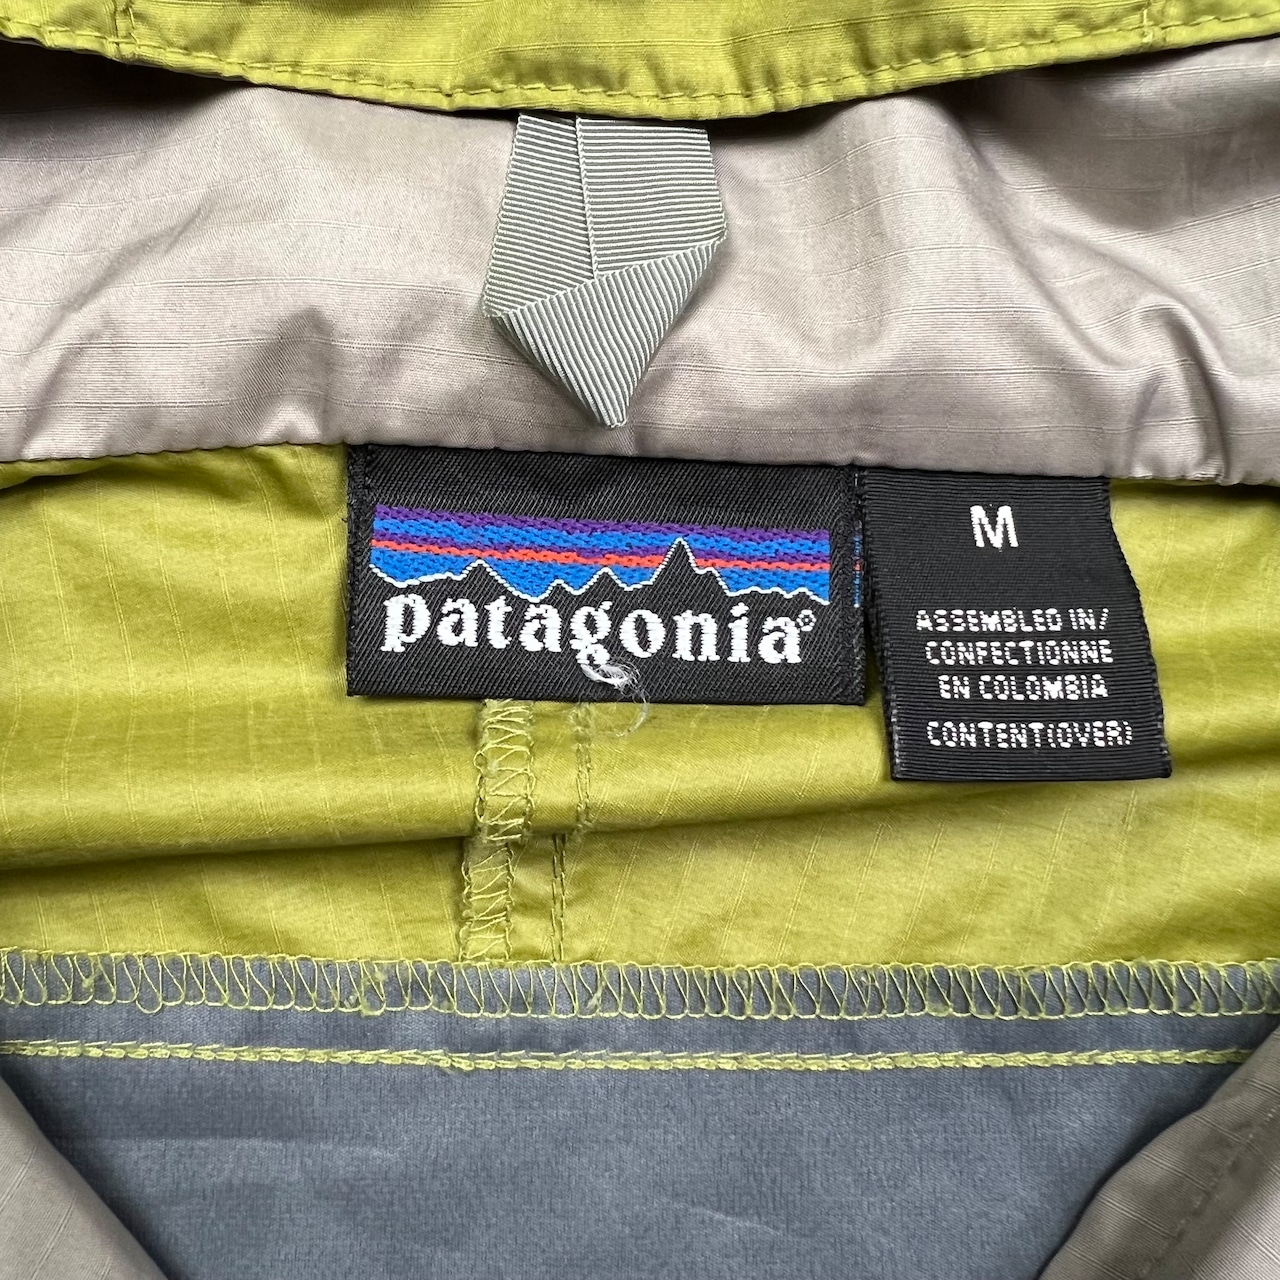 patagonia®
M
ASSEMBLED IN/
CONFECTIONNE
EN COLOMBIA
CONTENT(OVER)